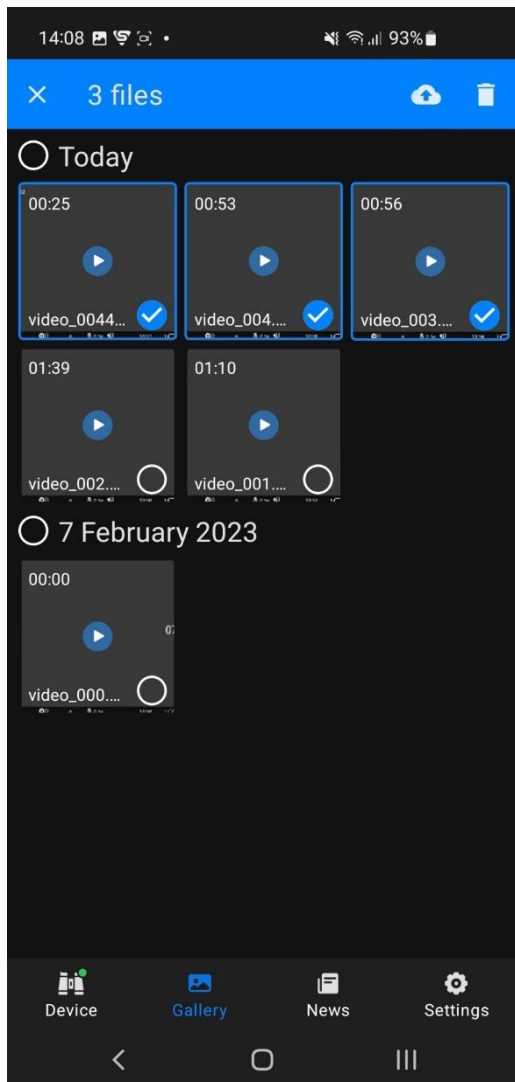 14:08 93%
3 files
Today
00:25 00:53 00:56
video_0044... video_004.... video_003....
01:39 01:10
video_002.... video_001....
7 February 2023
00:00
07
video_000....
Device Gallery News Settings